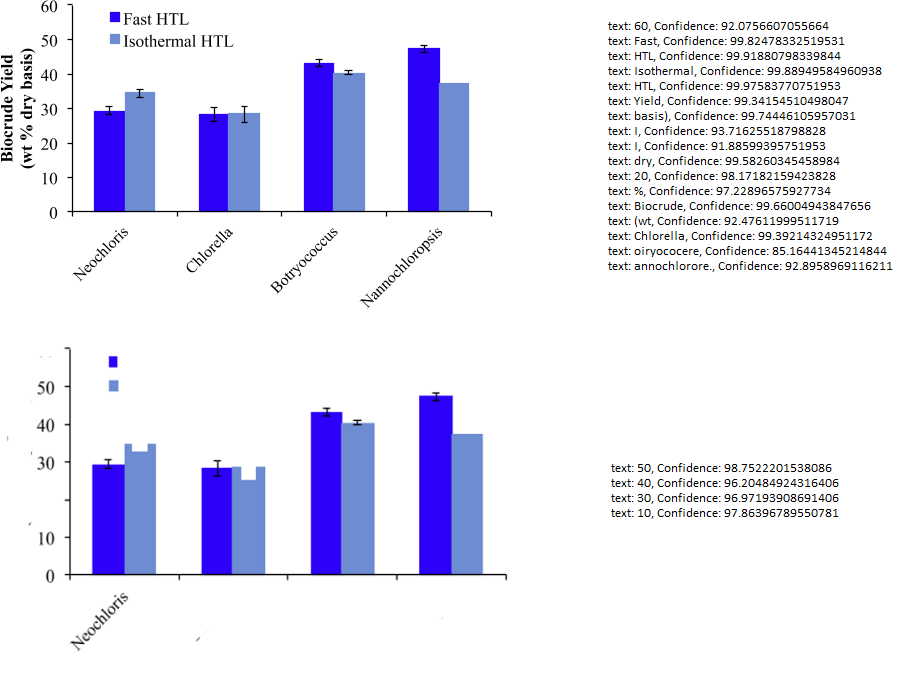 60
50
40
30
20
10
0
Biocrude Yield
(wt % dry basis)
Fast HTL
Isothermal HTL
Neochloris
Chlorella
Botryococcus
Nannochloropsis
text: 60, Confidence: 92.0756607055664
text: Fast, Confidence: 99.82478332519531
text: HTL, Confidence: 99.91880798339844
text: Isothermal, Confidence: 99.88949584960938
text: HTL, Confidence: 99.97583770751953
text: Yield, Confidence: 99.34154510498047
text: basis), Confidence: 99.74446105957031
text: I, Confidence: 93.71625518798828
text: I, Confidence: 91.88599395751953
text: dry, Confidence: 99.58260345458984
text: 20, Confidence: 98.17182159423828
text: %, Confidence: 97.22896575927734
text: Biocrude, Confidence: 99.66004943847656
text: (wt, Confidence: 92.47611999511719
text: Chlorella, Confidence: 99.39214324951172
text: oiryococere, Confidence: 85.16441345214844
text: annochlorore., Confidence: 92.8958969116211
50
40
30
10
0
Neochloris
text: 50, Confidence: 98.7522201538086
text: 40, Confidence: 96.20484924316406
text: 30, Confidence: 96.97193908691406
text: 10, Confidence: 97.86396789550781